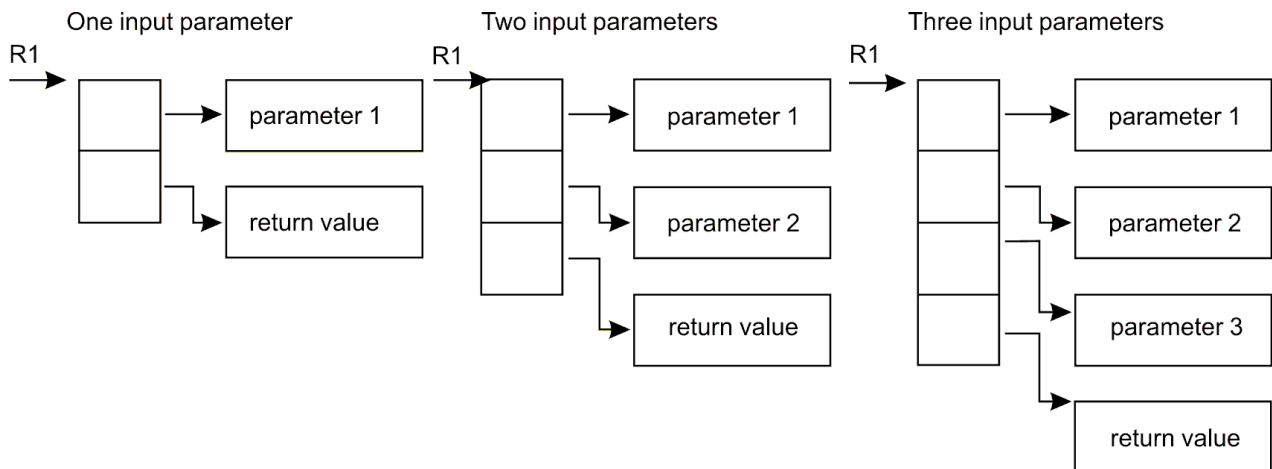 One input parameter
R1
parameter 1
return value
Two input parameters
R1
parameter 1
parameter 2
return value
Three input parameters
R1
parameter 1
parameter 2
parameter 3
return value